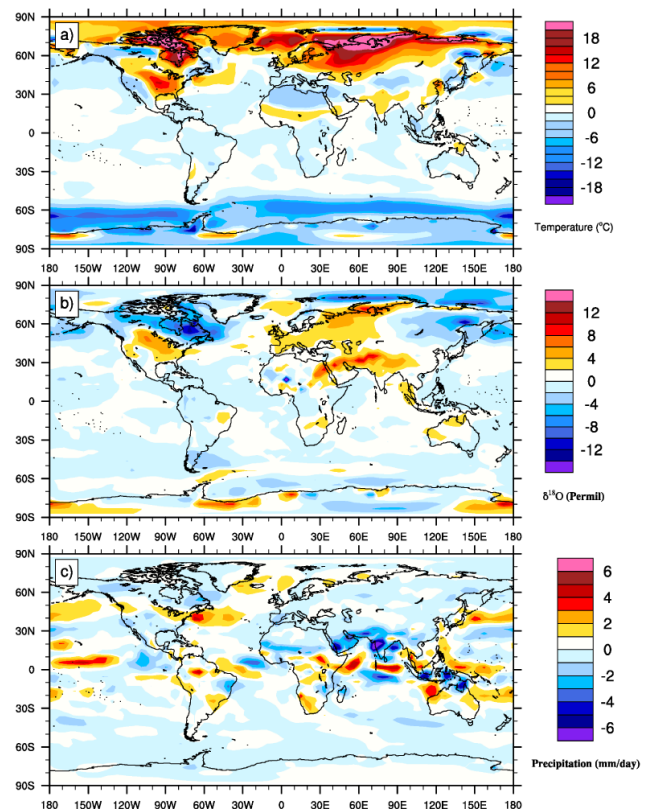 90N
60N
30N
0
30S
60S
90S
a)
18
12
6
0
-6
-12
-18
Temperature (°C)
180 150W 120W 90W 60W 30W 0 30E 60E 90E 120E 150E 180
90N
60N
30N
0
30S
60S
90S
b)
12
8
4
0
-4
-8
-12
δ18O (Permil)
180 150W 120W 90W 60W 30W 0 30E 60E 90E 120E 150E 180
90N
60N
30N
0
30S
60S
90S
c)
6
4
2
0
-2
-4
-6
Precipitation (mm/day)
180 150W 120W 90W 60W 30W 0 30E 60E 90E 120E 150E 180